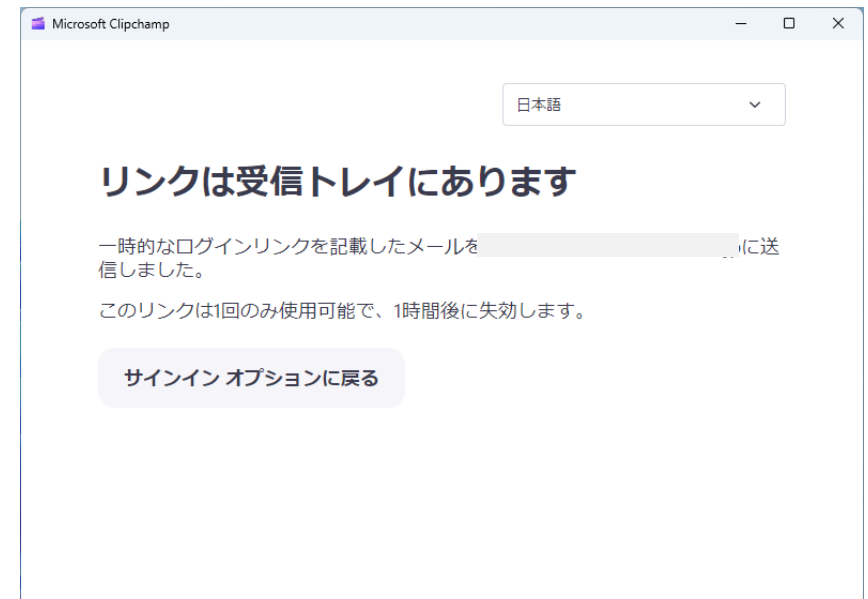 Microsoft Clipchamp
日本語
リンクは受信トレイにあります
一時的なログインリンクを記載したメールを に送
信しました。
このリンクは1回のみ使用可能で、1時間後に失効します。
サインイン オプションに戻る